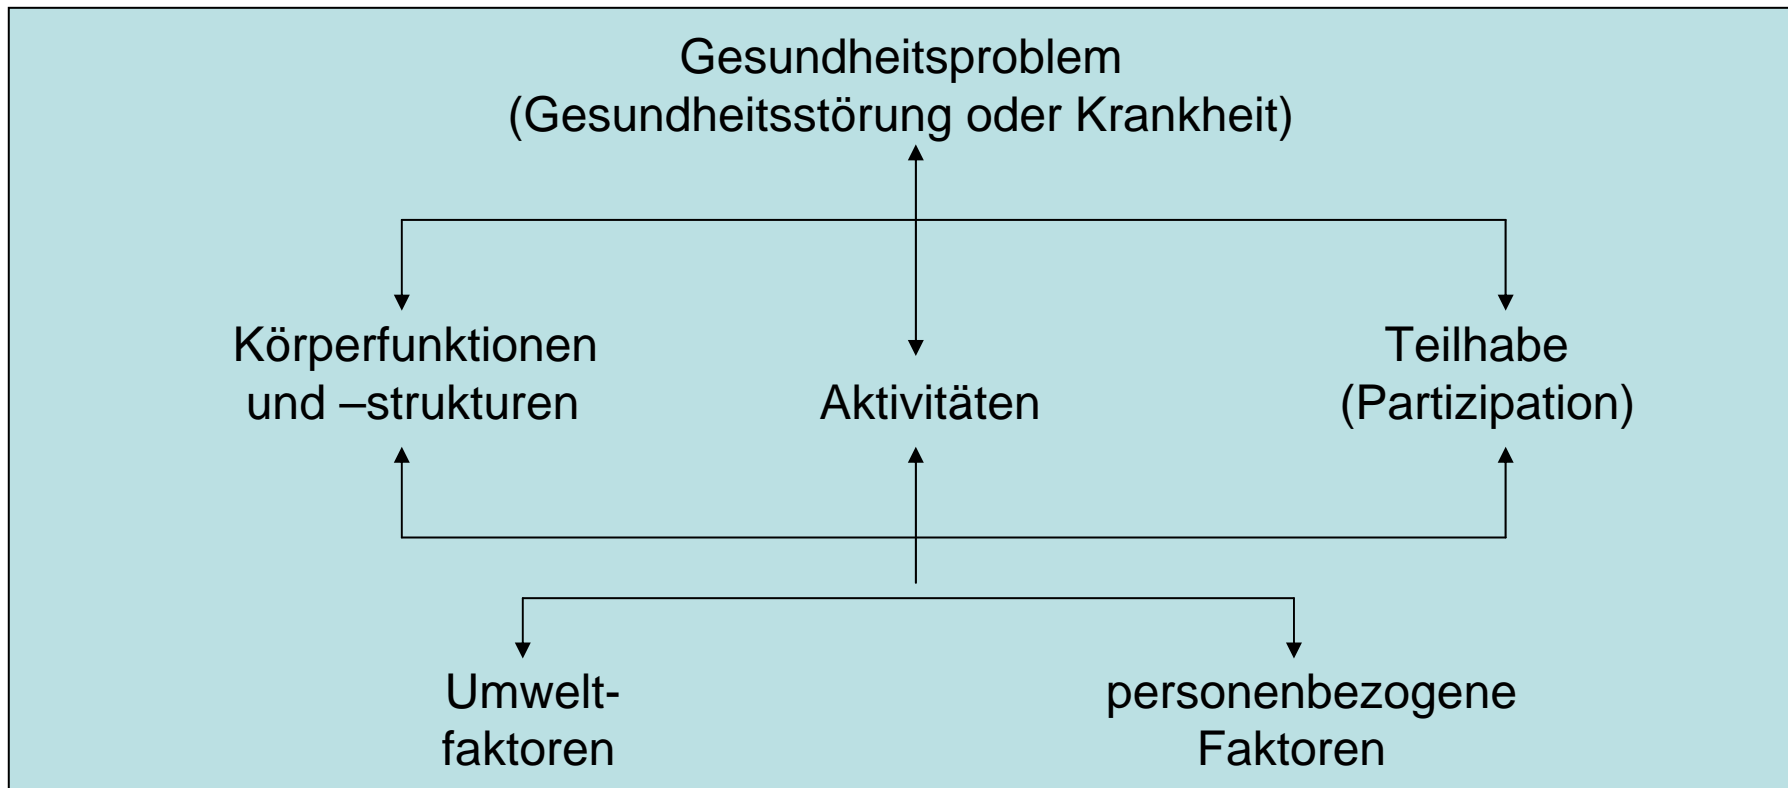 Gesundheitsproblem
(Gesundheitsstörung oder Krankheit)
Körperfunktionen
und –strukturen
Aktivitäten
Teilhabe
(Partizipation)
Umwelt-
faktoren
personenbezogene
Faktoren